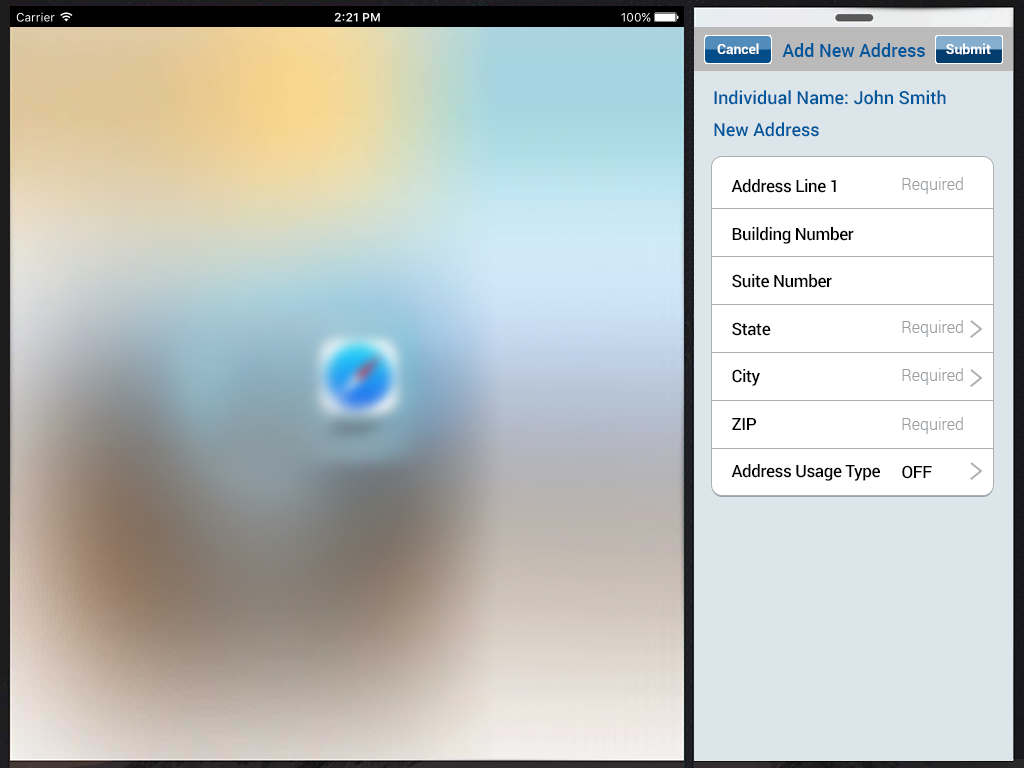 Carrier 2:21 PM 100%
Cancel Add New Address Submit
Individual Name: John Smith
New Address
Address Line 1 Required
Building Number
Suite Number
State Required
City Required
ZIP Required
Address Usage Type OFF